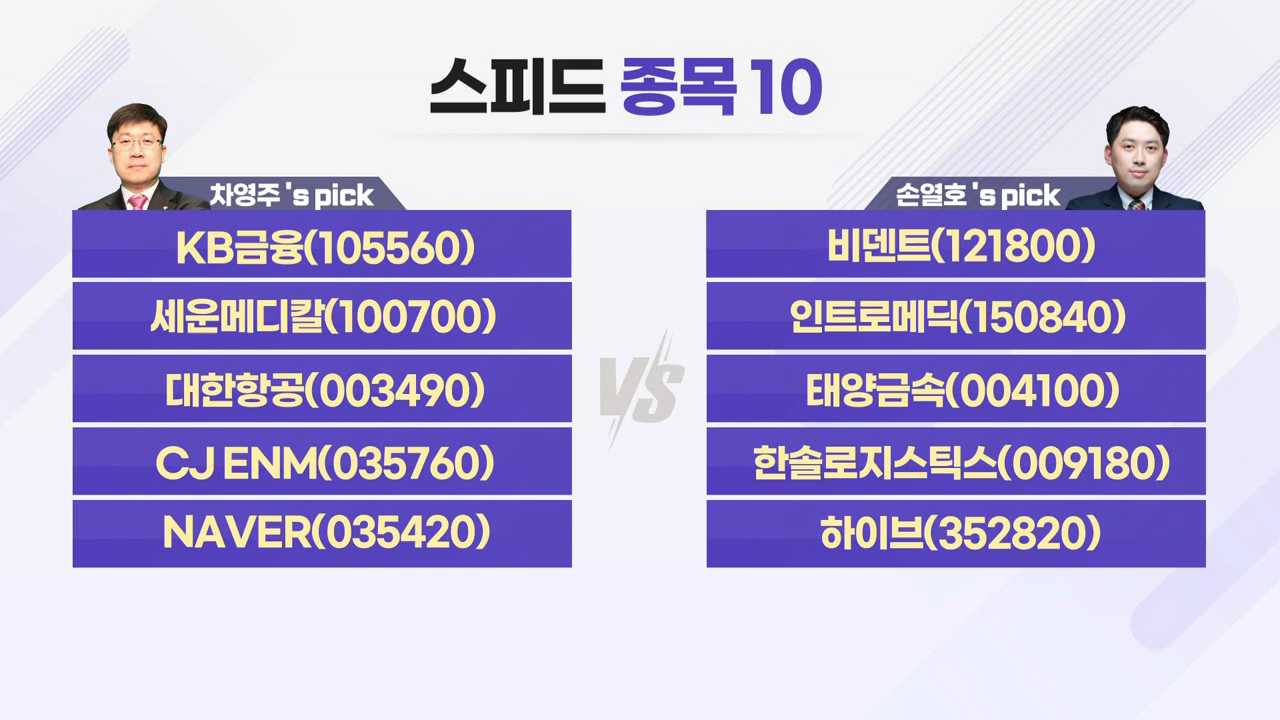 스피드 종목 10
차영주 's pick
KB금융(105560)
세운메디칼(100700)
대한항공(003490)
CJ ENM(035760)
NAVER(035420)
VS
손열호 's pick
비덴트(121800)
인트로메딕(150840)
태양금속(004100)
한솔로지스틱스(009180)
하이브(352820)